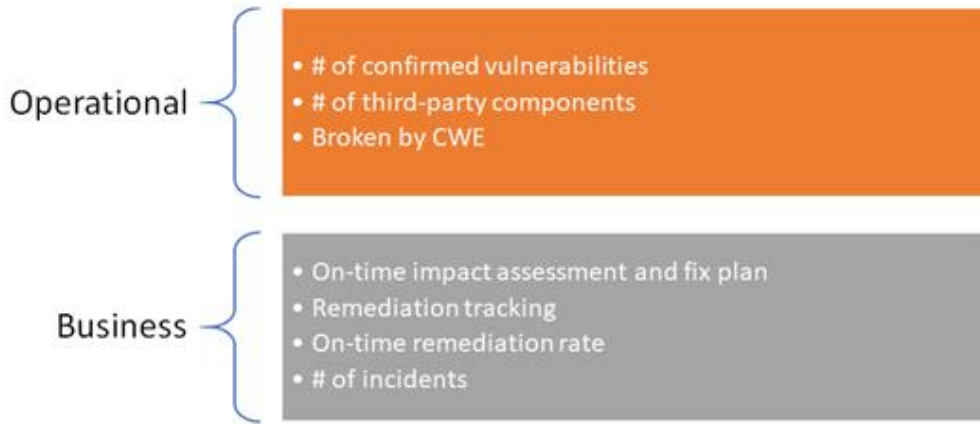 Operational
• # of confirmed vulnerabilities
• # of third-party components
• Broken by CWE
Business
• On-time impact assessment and fix plan
• Remediation tracking
• On-time remediation rate
• # of incidents